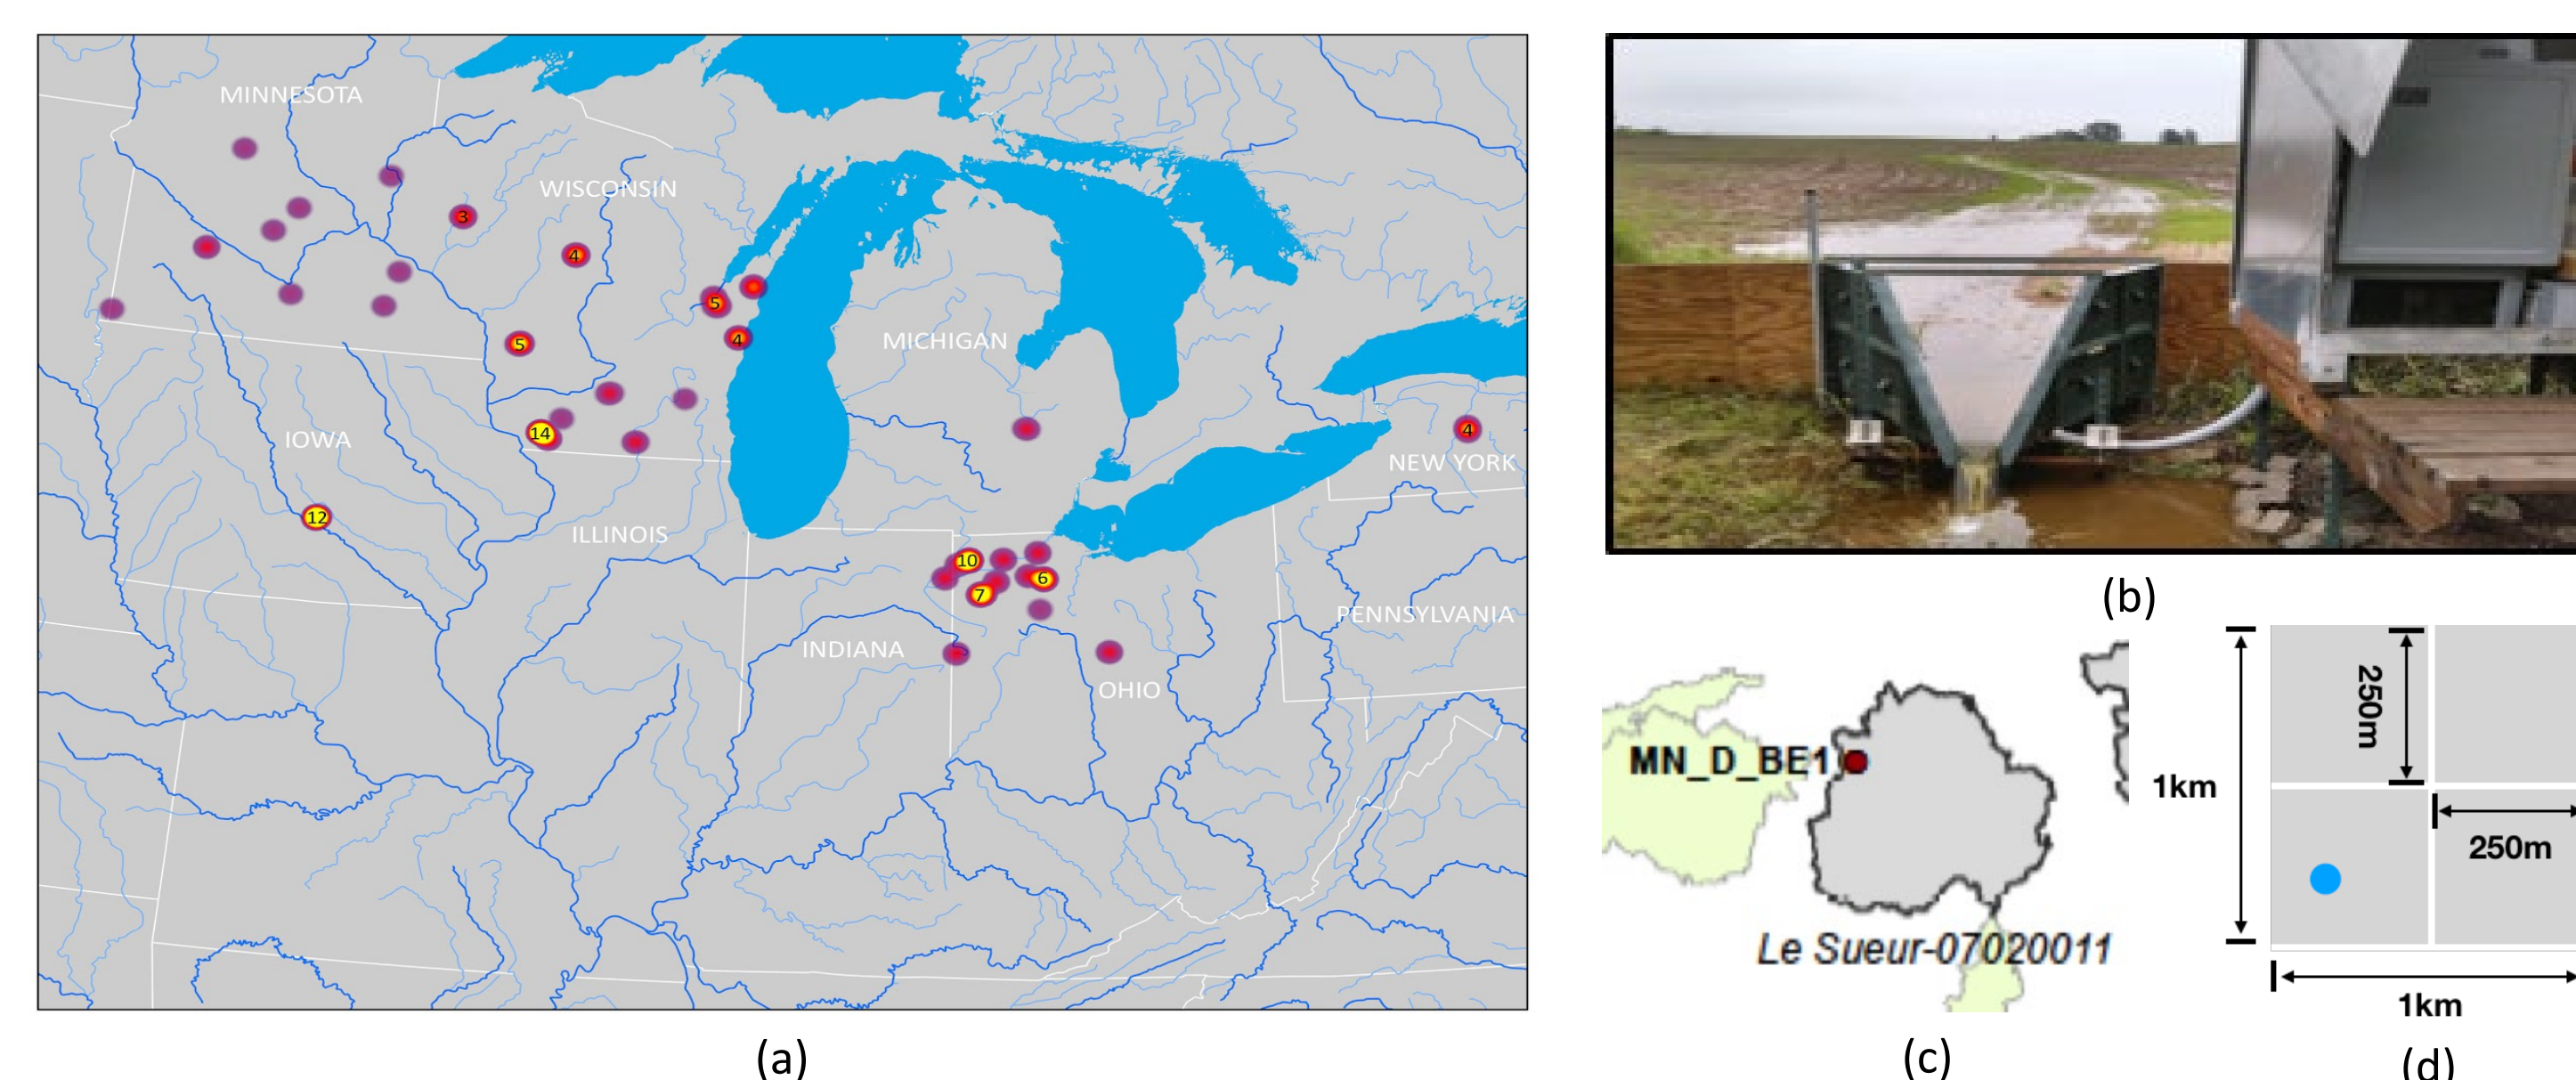 MINNESOTA
WISCONSIN
3
4
5
4
5
MICHIGAN
14
IOWA
4
NEW YORK
12
ILLINOIS
10
6
7
INDIANA
PENNSYLVANIA
OHIO
(a)
(b)
MN_D_BE1
Le Sueur-07020011
(c)
250m
1km
250m
1km
(d)